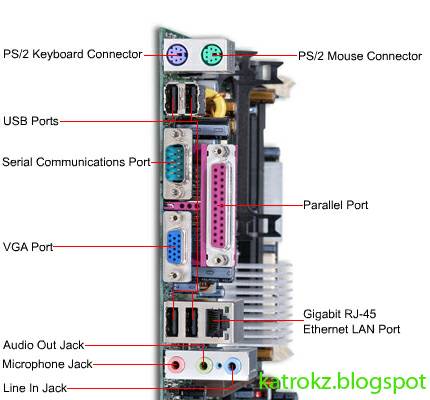 PS/2 Keyboard Connector
PS/2 Mouse Connector
USB Ports
Serial Communications Port
Parallel Port
VGA Port
Gigabit RJ-45
Ethernet LAN Port
Audio Out Jack
Microphone Jack
Line In Jack
katrokz.blogspot